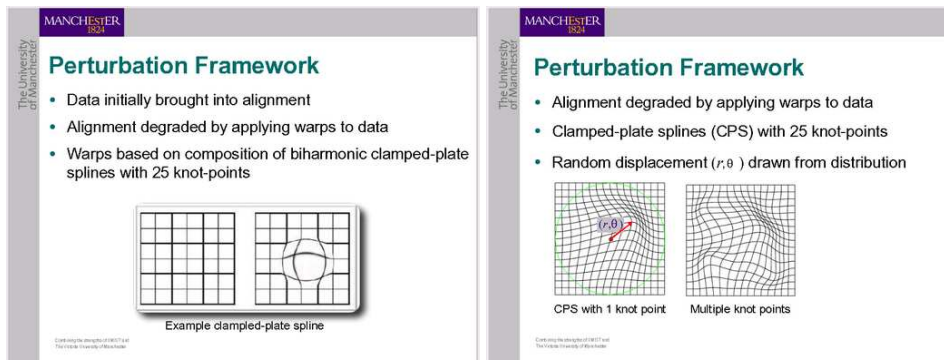 MANCHESTER
1824
The University
of Manchester
Perturbation Framework
• Data initially brought into alignment
• Alignment degraded by applying warps to data
• Warps based on composition of biharmonic clamped-plate
splines with 25 knot-points
Example clampled-plate spline
MANCHESTER
1824
The University
of Manchester
Perturbation Framework
• Alignment degraded by applying warps to data
• Clamped-plate splines (CPS) with 25 knot-points
• Random displacement (r,θ ) drawn from distribution
(r,θ)
CPS with 1 knot point
Multiple knot points